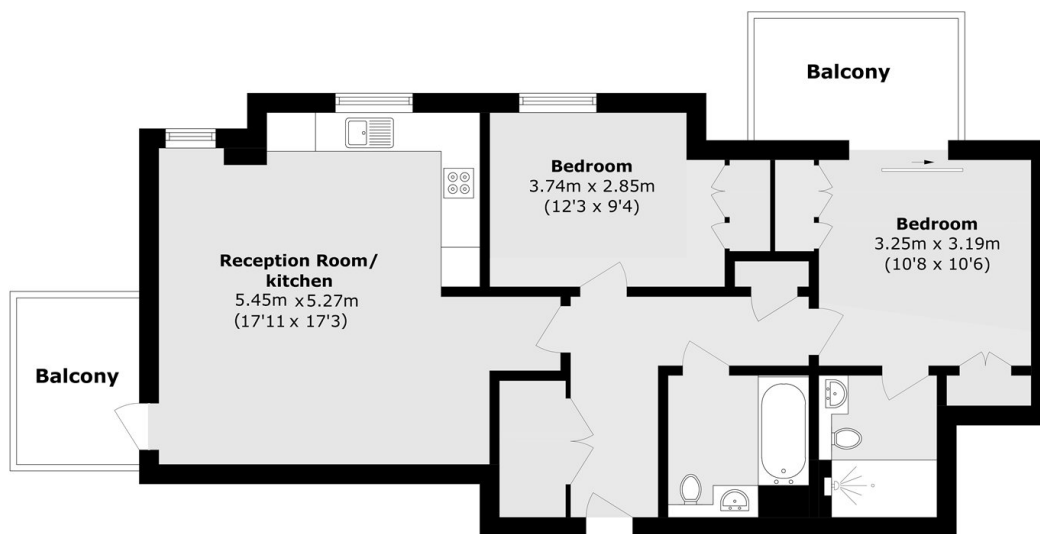 Balcony
Bedroom
3.74m x 2.85m
(12'3 x 9'4)
Bedroom
3.25m x 3.19m
(10'8 x 10'6)
Reception Room/
kitchen
5.45m x 5.27m
(17'11 x 17'3)
Balcony